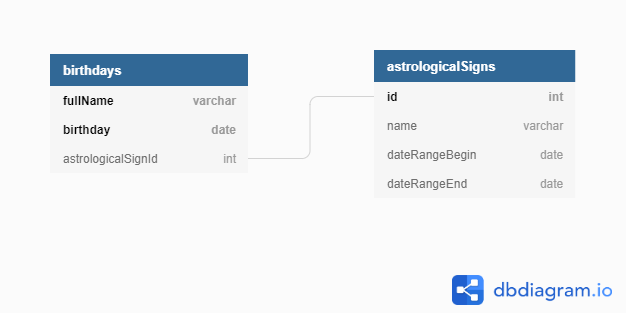 birthdays
fullName varchar
birthday date
astrologicalSignId int
astrologicalSigns
id int
name varchar
dateRangeBegin date
dateRangeEnd date
dbdiagram.io